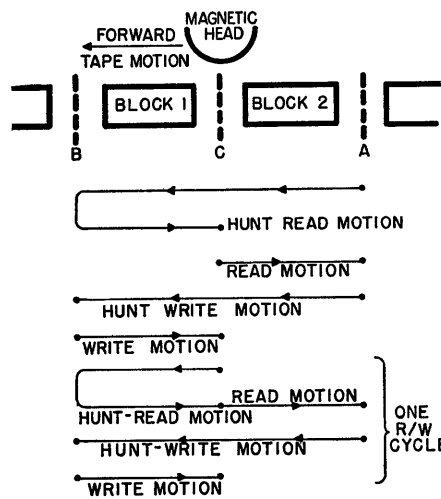 MAGNETIC
HEAD
FORWARD
TAPE MOTION
BLOCK 1
BLOCK 2
B
C
A
HUNT READ MOTION
READ MOTION
HUNT WRITE MOTION
WRITE MOTION
READ MOTION
HUNT-READ MOTION
HUNT-WRITE MOTION
WRITE MOTION
ONE
R/W
CYCLE